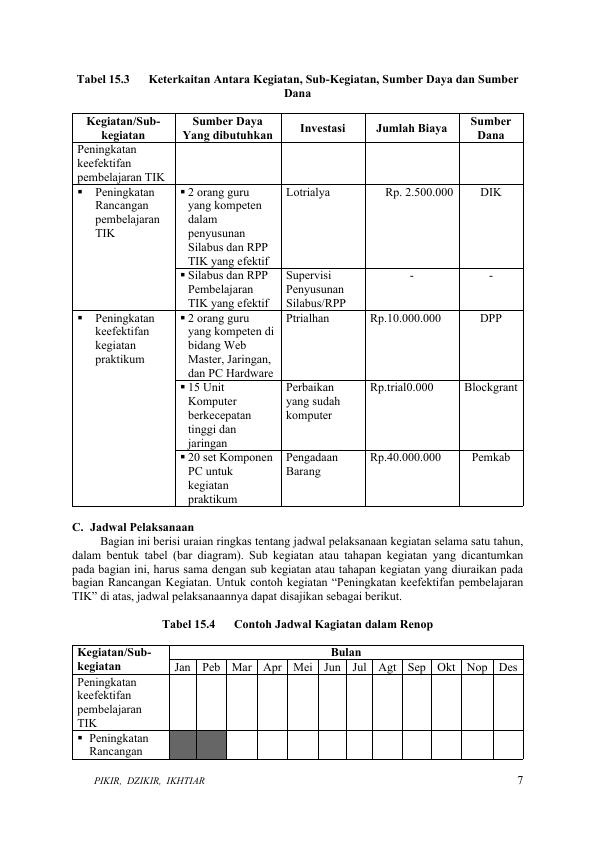 Tabel 15.3 Keterkaitan Antara Kegiatan, Sub-Kegiatan, Sumber Daya dan Sumber
Dana
Kegiatan/Sub-
kegiatan
Sumber Daya
Yang dibutuhkan
Investasi
Jumlah Biaya
Sumber
Dana
Peningkatan
keefektifan
pembelajaran TIK
▪ Peningkatan
Rancangan
pembelajaran
TIK
▪ 2 orang guru
yang kompeten
dalam
penyusunan
Silabus dan RPP
TIK yang efektif
Lotrialya
Rp. 2.500.000
DIK
▪ Silabus dan RPP
Pembelajaran
TIK yang efektif
Supervisi
Penyusunan
Silabus/RPP
-
-
▪ Peningkatan
keefektifan
kegiatan
praktikum
▪ 2 orang guru
yang kompeten di
bidang Web
Master, Jaringan,
dan PC Hardware
Ptrialhan
Rp.10.000.000
DPP
▪ 15 Unit
Komputer
berkecepatan
tinggi dan
jaringan
Perbaikan
yang sudah
komputer
Rp.trial0.000
Blockgrant
▪ 20 set Komponen
PC untuk
kegiatan
praktikum
Pengadaan
Barang
Rp.40.000.000
Pemkab
C. Jadwal Pelaksanaan
Bagian ini berisi uraian ringkas tentang jadwal pelaksanaan kegiatan selama satu tahun,
dalam bentuk tabel (bar diagram). Sub kegiatan atau tahapan kegiatan yang dicantumkan
pada bagian ini, harus sama dengan sub kegiatan atau tahapan kegiatan yang diuraikan pada
bagian Rancangan Kegiatan. Untuk contoh kegiatan “Peningkatan keefektifan pembelajaran
TIK” di atas, jadwal pelaksanaannya dapat disajikan sebagai berikut.
Tabel 15.4 Contoh Jadwal Kagiatan dalam Renop
Kegiatan/Sub-
kegiatan
Bulan
Jan Peb Mar Apr Mei Jun Jul Agt Sep Okt Nop Des
Peningkatan
keefektifan
pembelajaran
TIK
▪ Peningkatan
Rancangan
PIKIR, DZIKIR, IKHTIAR 7